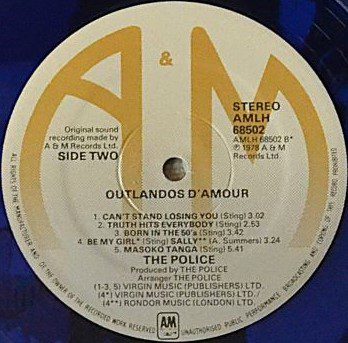 A & M
STEREO
AMLH
68502
AMLH 68502 B*
℗ 1978 A & M
Records Ltd.
Original sound
recording made by
A & M Records Ltd.
SIDE TWO
OUTLANDOS D'AMOUR
1. CAN'T STAND LOSING YOU (Sting) 3.02
2. TRUTH HITS EVERYBODY (Sting) 2.53
3. BORN IN THE 50's (Sting) 3.42
4. BE MY GIRL* (Sting) SALLY** (A. Summers) 3.24
5. MASOKO TANGA (Sting) 5.41
THE POLICE
Produced by THE POLICE
Arranger THE POLICE
(1-3, 5) VIRGIN MUSIC (PUBLISHERS) LTD.
(4*) VIRGIN MUSIC (PUBLISHERS) LTD./
(4**) RONDOR MUSIC (LONDON) LTD.
AM
ALL RIGHTS OF THE MANUFACTURER AND OF THE OWNER OF THE RECORDED WORK RESERVED
UNAUTHORISED PUBLIC PERFORMANCE, BROADCASTING AND COPYING OF THIS RECORD PROHIBITED